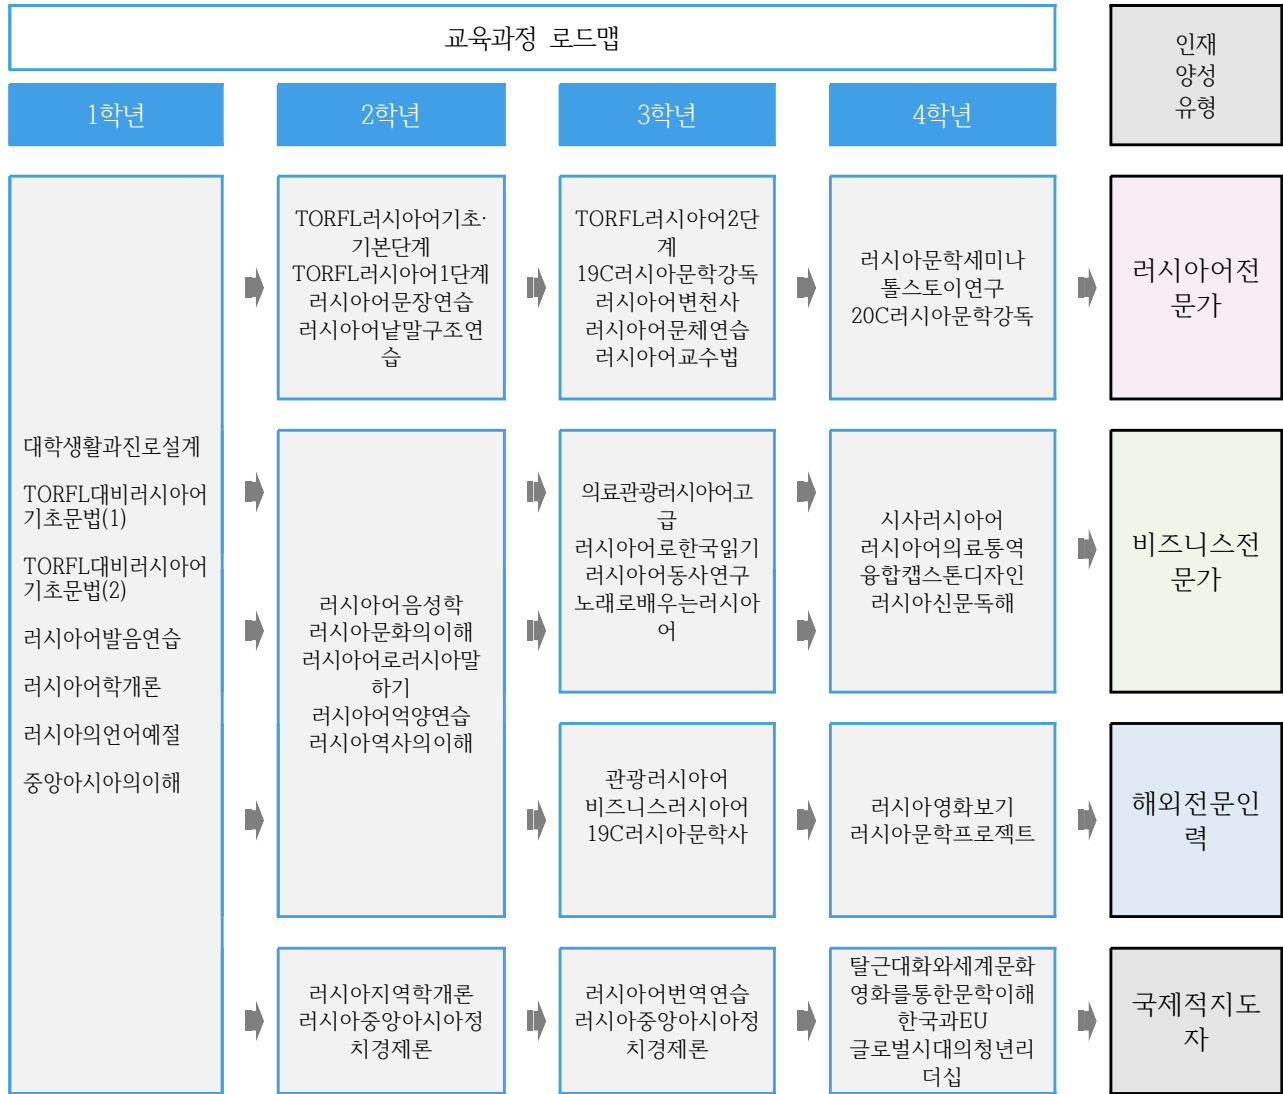 교육과정 로드맵
인재
양성
유형
1학년
2학년
3학년
4학년
대학생활과진로설계
TORFL대비러시아어
기초문법(1)
TORFL대비러시아어
기초문법(2)
러시아어발음연습
러시아어학개론
러시아의언어예절
중앙아시아의이해
TORFL러시아어기초·
기본단계
TORFL러시아어1단계
러시아어문장연습
러시아어낱말구조연
습
TORFL러시아어2단
계
19C러시아문학강독
러시아어변천사
러시아어문체연습
러시아어교수법
러시아문학세미나
톨스토이연구
20C러시아문학강독
러시아어전
문가
러시아어음성학
러시아문화의이해
러시아어로러시아말
하기
러시아어억양연습
러시아역사의이해
의료관광러시아어고
급
러시아어로한국읽기
러시아어동사연구
노래로배우는러시아
어
시사러시아어
러시아어의료통역
융합캡스톤디자인
러시아신문독해
비즈니스전
문가
관광러시아어
비즈니스러시아어
19C러시아문학사
러시아영화보기
러시아문학프로젝트
해외전문인
력
러시아지역학개론
러시아중앙아시아정
치경제론
러시아어번역연습
러시아중앙아시아정
치경제론
탈근대화와세계문화
영화를통한문학이해
한국과EU
글로벌시대의청년리
더십
국제적지도
자